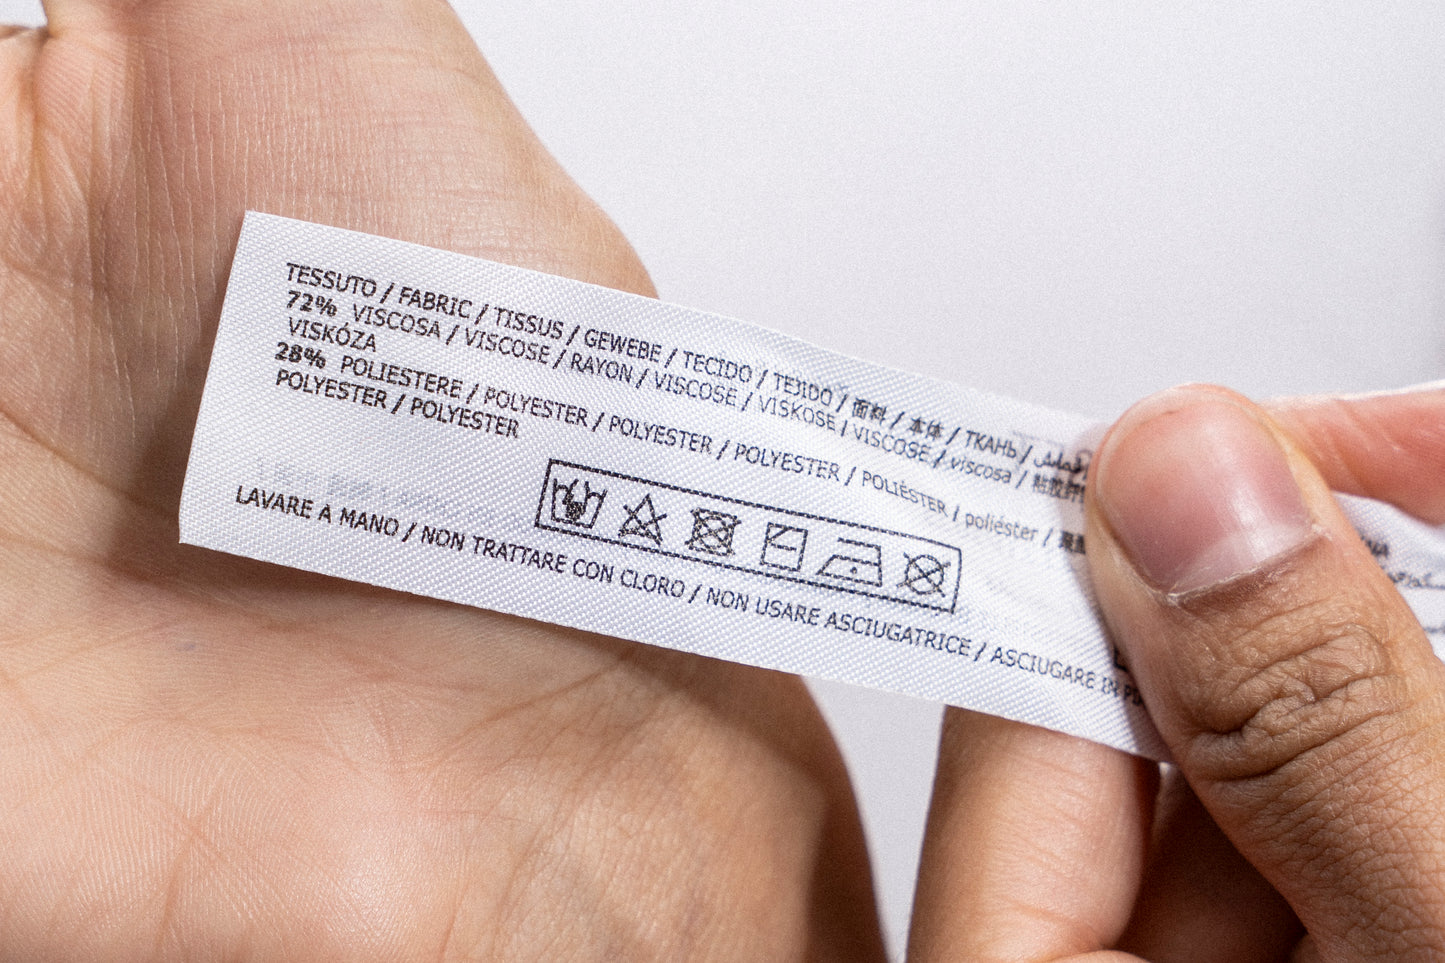 TESSUTO / FABRIC / TISSUS / GEWEBE / TECIDO / TEJIDO / 面料 / 本体 / ТКАНЬ /
72% VISCOSA / VISCOSE / RAYON / VISCOSE / VISKOSE / VISCOSE / viscosa /
VISKÓZA
28% POLIESTERE / POLYESTER / POLYESTER / POLYESTER / POLIÉSTER / poliéster /
POLYESTER / POLYESTER
LAVARE A MANO / NON TRATTARE CON CLORO / NON USARE ASCIUGATRICE / ASCIUGARE IN